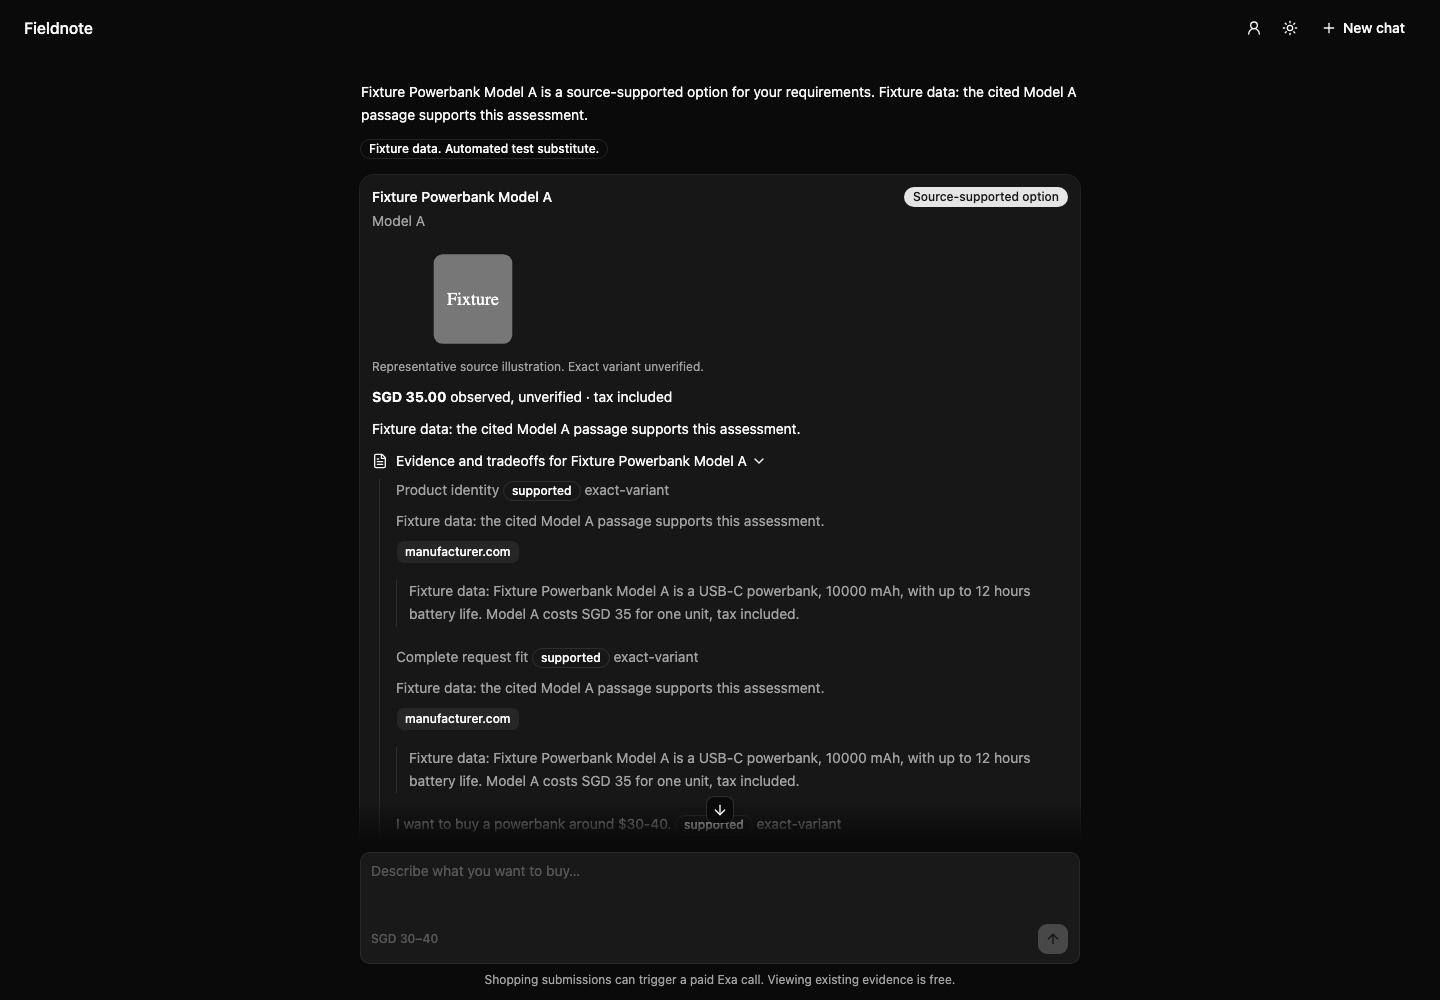 Fieldnote
New chat
Fixture Powerbank Model A is a source-supported option for your requirements. Fixture data: the cited Model A
passage supports this assessment.
Fixture data. Automated test substitute.
Fixture Powerbank Model A
Source-supported option
Model A
Fixture
Representative source illustration. Exact variant unverified.
SGD 35.00 observed, unverified · tax included
Fixture data: the cited Model A passage supports this assessment.
Evidence and tradeoffs for Fixture Powerbank Model A
Product identity supported exact-variant
Fixture data: the cited Model A passage supports this assessment.
manufacturer.com
Fixture data: Fixture Powerbank Model A is a USB-C powerbank, 10000 mAh, with up to 12 hours
battery life. Model A costs SGD 35 for one unit, tax included.
Complete request fit supported exact-variant
Fixture data: the cited Model A passage supports this assessment.
manufacturer.com
Fixture data: Fixture Powerbank Model A is a USB-C powerbank, 10000 mAh, with up to 12 hours
battery life. Model A costs SGD 35 for one unit, tax included.
I want to buy a powerbank around $30-40. supported exact-variant
Describe what you want to buy...
SGD 30–40
Shopping submissions can trigger a paid Exa call. Viewing existing evidence is free.